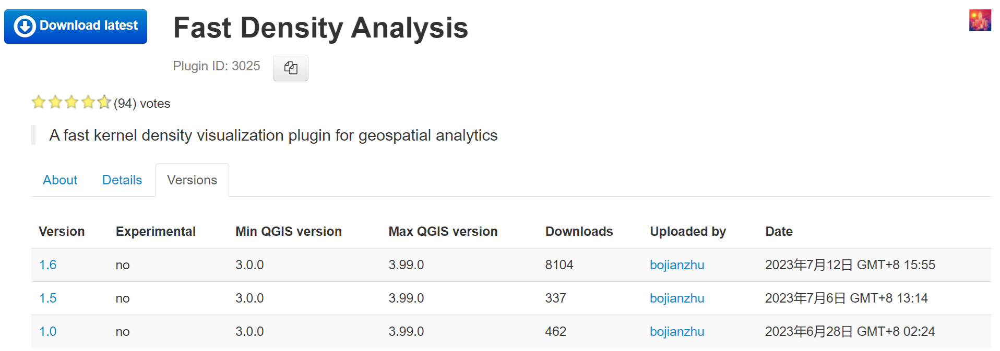 Download latest
Fast Density Analysis
Plugin ID: 3025
(94) votes
A fast kernel density visualization plugin for geospatial analytics
About Details Versions
Version Experimental Min QGIS version Max QGIS version Downloads Uploaded by Date
1.6 no 3.0.0 3.99.0 8104 bojianzhu 2023年7月12日 GMT+8 15:55
1.5 no 3.0.0 3.99.0 337 bojianzhu 2023年7月6日 GMT+8 13:14
1.0 no 3.0.0 3.99.0 462 bojianzhu 2023年6月28日 GMT+8 02:24